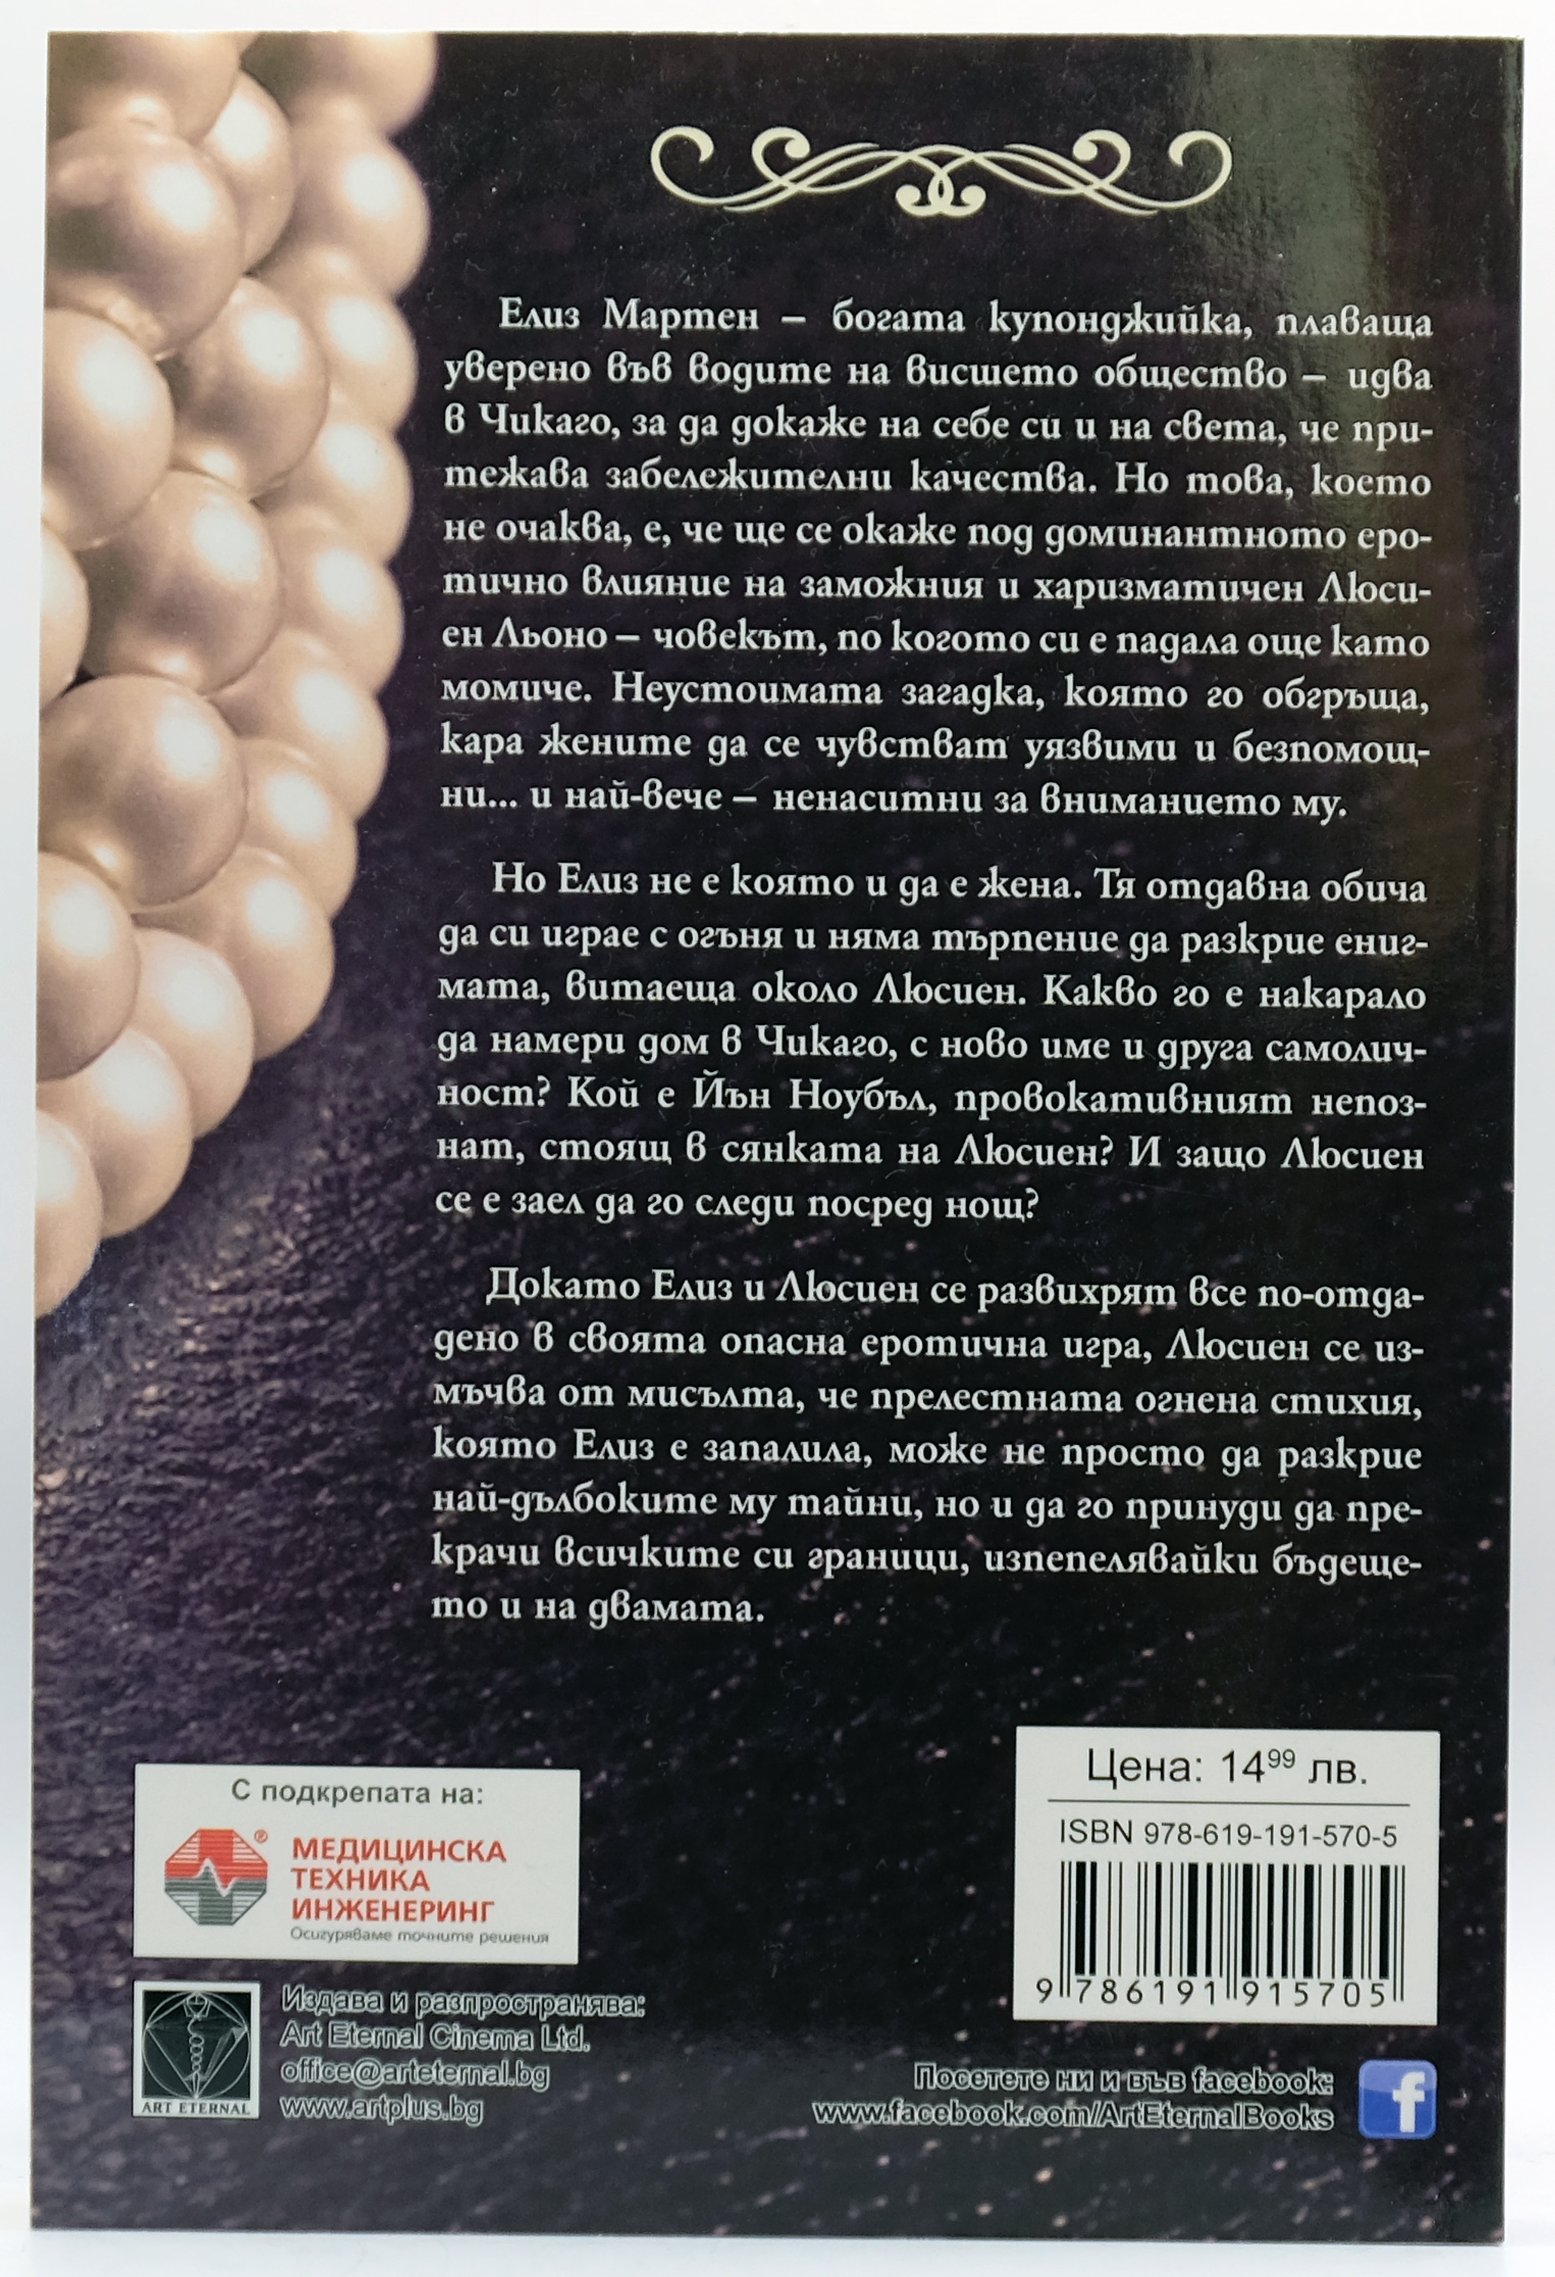 Елиз Мартен – богата купонджийка, плаваща
уверено във водите на висшето общество – идва
в Чикаго, за да докаже на себе си и на света, че при-
тежава забележителни качества. Но това, което
не очаква, е, че ще се окаже под доминантното еро-
тично влияние на заможния и харизматичен Люси-
ен Льоно – човекът, по когото си е падала още като
момиче. Неустоимата загадка, която го обгръща,
кара жените да се чувстват уязвими и безпомощ-
ни... и най-вече – ненаситни за вниманието му.
Но Елиз не е която и да е жена. Тя отдавна обича
да си играе с огъня и няма търпение да разкрие ениг-
мата, витаеща около Люсиен. Какво го е накарало
да намери дом в Чикаго, с ново име и друга самолич-
ност? Кой е Йън Ноубъл, провокативният непоз-
нат, стоящ в сянката на Люсиен? И защо Люсиен
се е заел да го следи посред нощ?
Докато Елиз и Люсиен се развихрят все по-отда-
дено в своята опасна еротична игра, Люсиен се из-
мъчва от мисълта, че прелестната огнена стихия,
която Елиз е запалила, може не просто да разкрие
най-дълбоките му тайни, но и да го принуди да пре-
крачи всичките си граници, изпепелявайки бъдеще-
то и на двамата.
С подкрепата на:
МЕДИЦИНСКА
ТЕХНИКА
ИНЖЕНЕРИНГ
Осигуряваме точните решения
®
Цена: 14⁹⁹ лв.
ISBN 978-619-191-570-5
9 786191 915705
ART ETERNAL
Издава и разпространява:
Art Eternal Cinema Ltd.
office@arteternal.bg
www.artplus.bg
Посетете ни и във facebook:
www.facebook.com/ArtEternalBooks
f